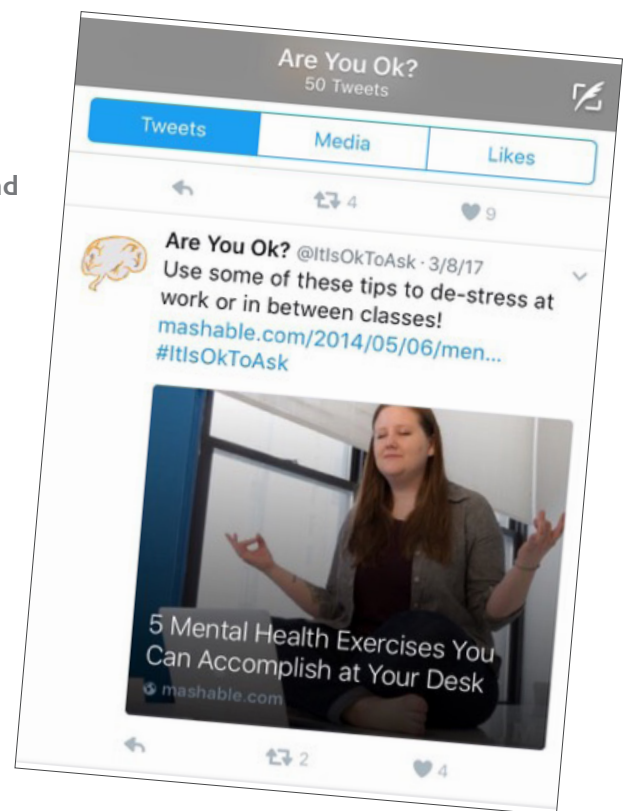 Are You Ok?
50 Tweets
Tweets
Media
Likes
4
9
Are You Ok? @ItIsOkToAsk · 3/8/17
Use some of these tips to de-stress at
work or in between classes!
mashable.com/2014/05/06/men...
#ItIsOkToAsk
5 Mental Health Exercises You
Can Accomplish at Your Desk
mashable.com
2
4